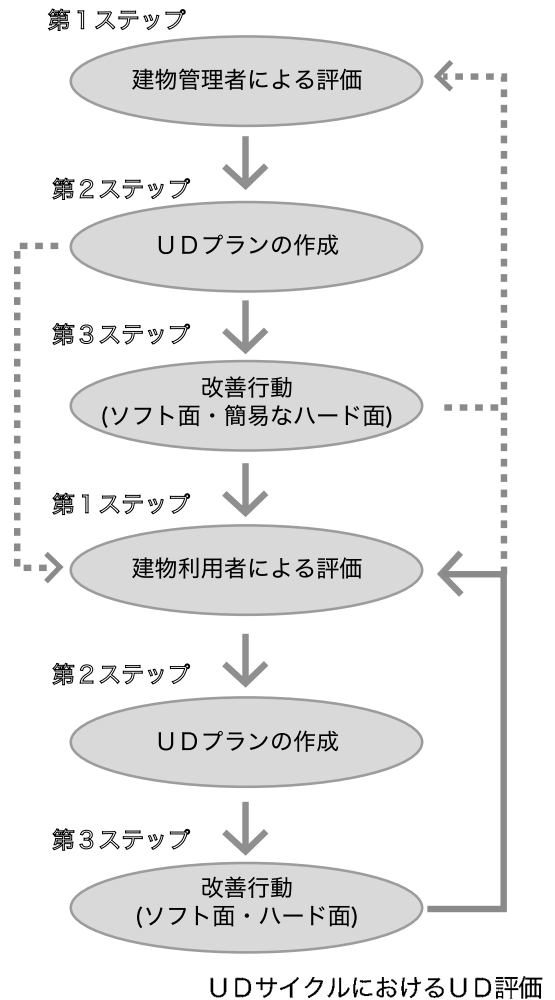 第１ステップ
建物管理者による評価
第２ステップ
ＵＤプランの作成
第３ステップ
改善行動
(ソフト面・簡易なハード面)
第１ステップ
建物利用者による評価
第２ステップ
ＵＤプランの作成
第３ステップ
改善行動
(ソフト面・ハード面)
ＵＤサイクルにおけるＵＤ評価